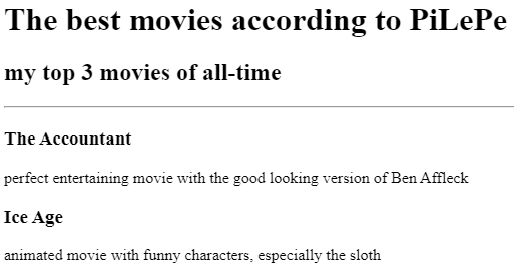 The best movies according to PiLePe
my top 3 movies of all-time
The Accountant
perfect entertaining movie with the good looking version of Ben Affleck
Ice Age
animated movie with funny characters, especially the sloth